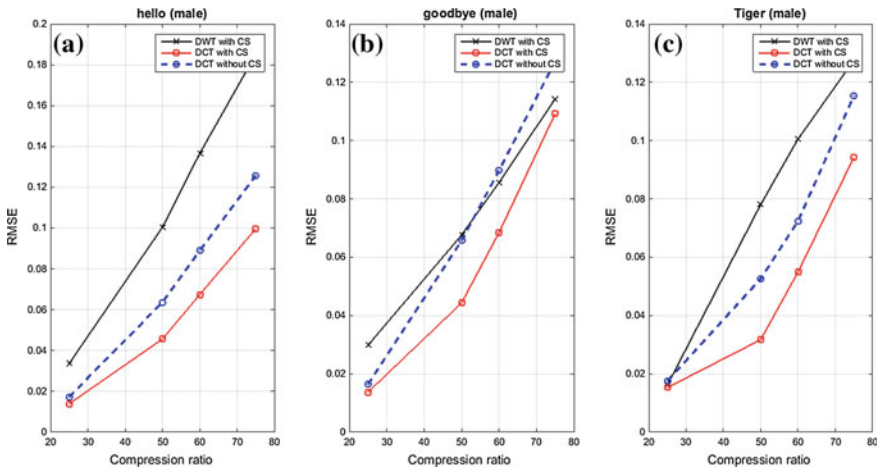 hello (male)
(a)
DWT with CS
DCT with CS
DCT without CS
0.2
0.18
0.16
0.14
0.12
0.1
0.08
0.06
0.04
0.02
0
RMSE
20 30 40 50 60 70 80
Compression ratio
goodbye (male)
(b)
DWT with CS
DCT with CS
DCT without CS
0.14
0.12
0.1
0.08
0.06
0.04
0.02
0
RMSE
20 30 40 50 60 70 80
Compression ratio
Tiger (male)
(c)
DWT with CS
DCT with CS
DCT without CS
0.14
0.12
0.1
0.08
0.06
0.04
0.02
0
RMSE
20 30 40 50 60 70 80
Compression ratio